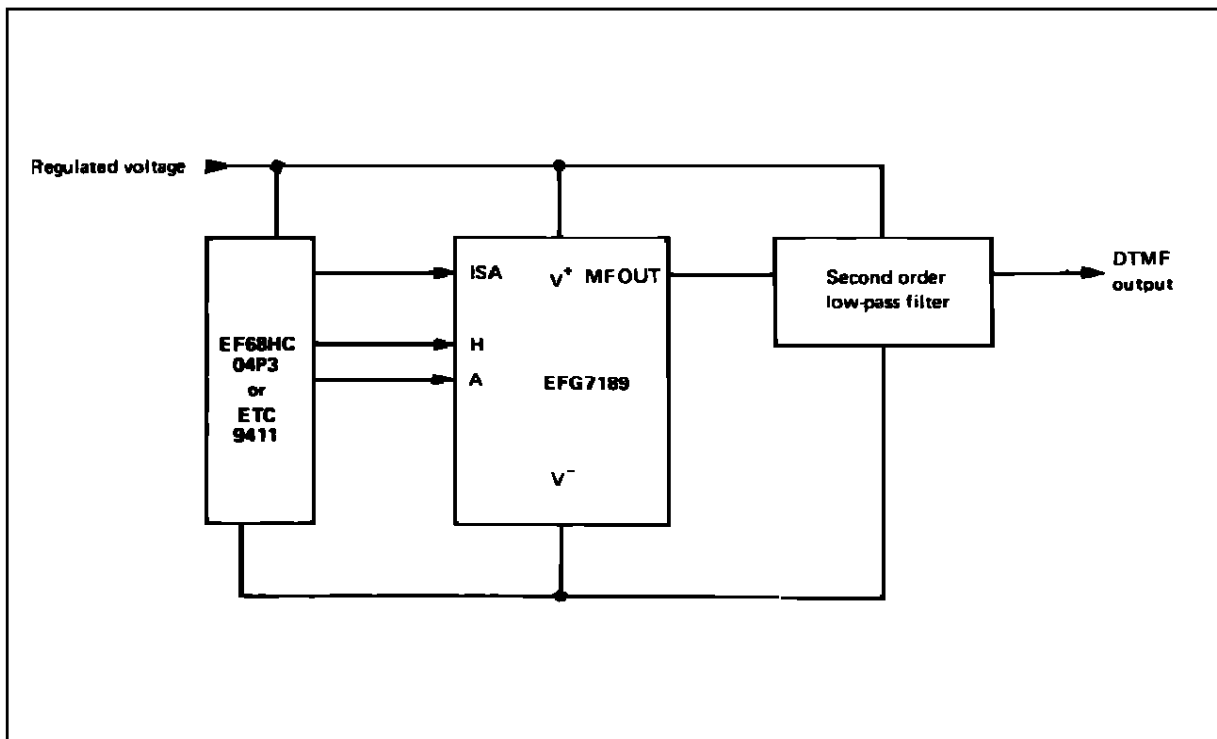 Regulated voltage
EF68HC
04P3
or
ETC
9411
ISA
H
A
V⁺ MFOUT
EFG7189
V⁻
Second order
low-pass filter
DTMF
output